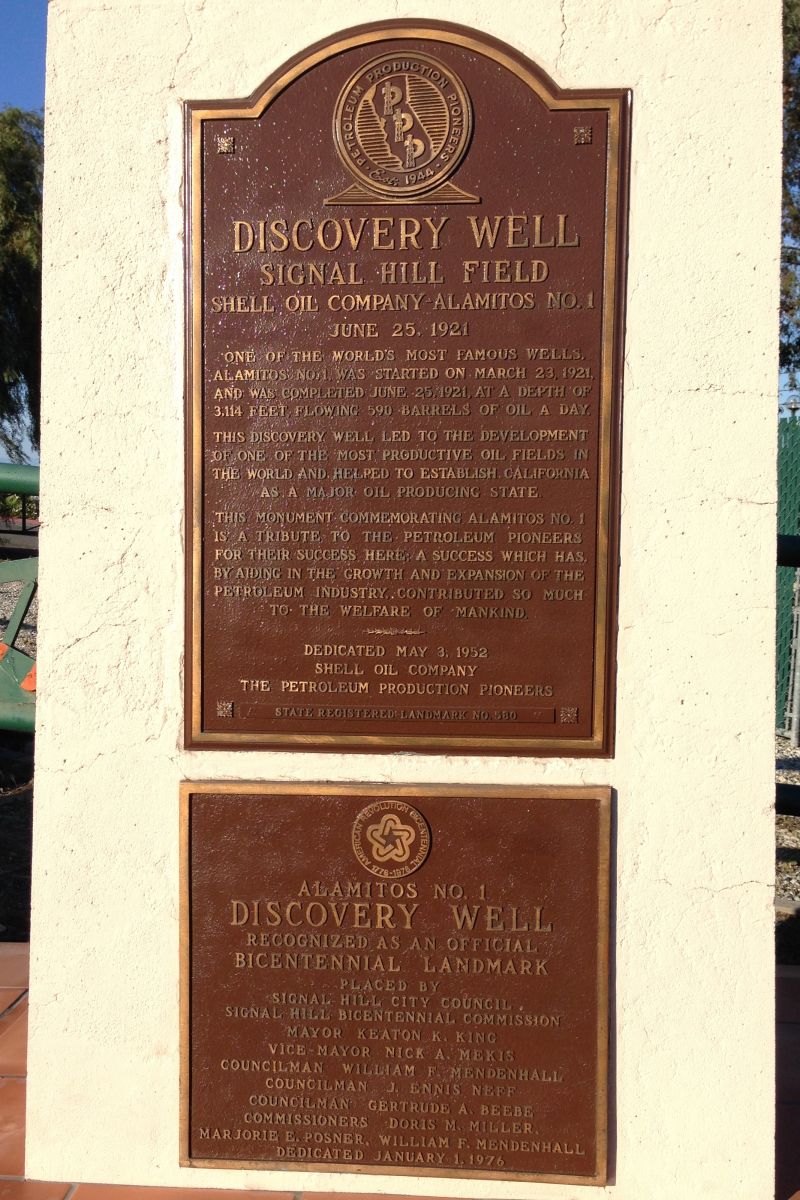 PETROLEUM PRODUCTION PIONEERS
PPP
Est. 1944
DISCOVERY WELL
SIGNAL HILL FIELD
SHELL OIL COMPANY-ALAMITOS NO. 1
JUNE 25, 1921
ONE OF THE WORLD'S MOST FAMOUS WELLS,
ALAMITOS NO. 1, WAS STARTED ON MARCH 23, 1921,
AND WAS COMPLETED JUNE 25, 1921, AT A DEPTH OF
3,114 FEET, FLOWING 590 BARRELS OF OIL A DAY.
THIS DISCOVERY WELL LED TO THE DEVELOPMENT
OF ONE OF THE MOST PRODUCTIVE OIL FIELDS IN
THE WORLD AND HELPED TO ESTABLISH CALIFORNIA
AS A MAJOR OIL PRODUCING STATE.
THIS MONUMENT COMMEMORATING ALAMITOS NO. 1
IS A TRIBUTE TO THE PETROLEUM PIONEERS
FOR THEIR SUCCESS HERE; A SUCCESS WHICH HAS,
BY AIDING IN THE GROWTH AND EXPANSION OF THE
PETROLEUM INDUSTRY, CONTRIBUTED SO MUCH
TO THE WELFARE OF MANKIND.
DEDICATED MAY 3, 1952
SHELL OIL COMPANY
THE PETROLEUM PRODUCTION PIONEERS
STATE REGISTERED LANDMARK NO. 580
AMERICAN REVOLUTION BICENTENNIAL
1776-1976
ALAMITOS NO. 1
DISCOVERY WELL
RECOGNIZED AS AN OFFICIAL
BICENTENNIAL LANDMARK
PLACED BY
SIGNAL HILL CITY COUNCIL
SIGNAL HILL BICENTENNIAL COMMISSION
MAYOR KEATON K. KING
VICE-MAYOR NICK A. MEKIS
COUNCILMAN WILLIAM F. MENDENHALL
COUNCILMAN J. ENNIS NEFF
COUNCILMAN GERTRUDE A. BEEBE
COMMISSIONERS DORIS M. MILLER,
MARJORIE E. POSNER, WILLIAM F. MENDENHALL
DEDICATED JANUARY 1, 1976